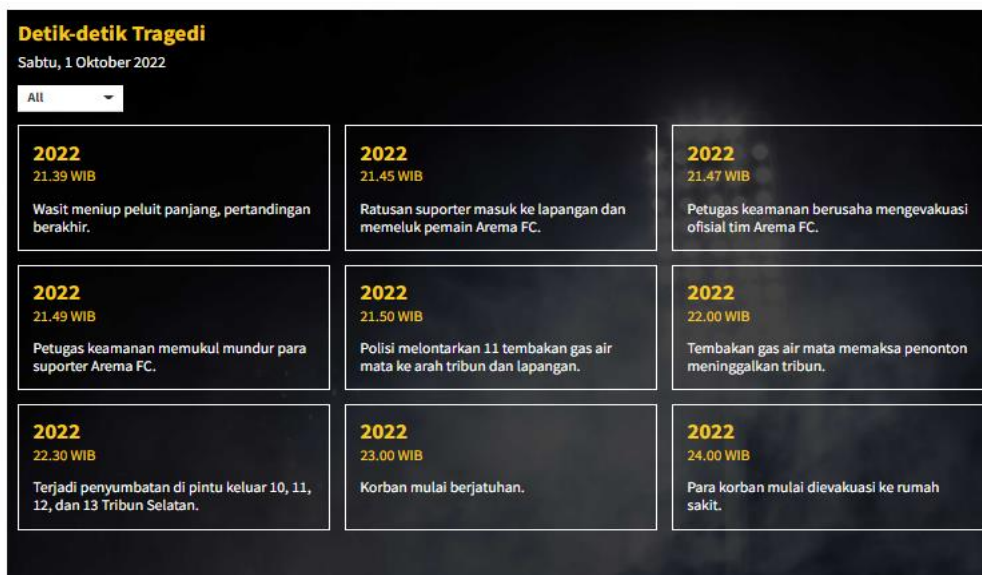 Detik-detik Tragedi
Sabtu, 1 Oktober 2022
All
2022
21.39 WIB
Wasit meniup peluit panjang, pertandingan
berakhir.
2022
21.45 WIB
Ratusan suporter masuk ke lapangan dan
memeluk pemain Arema FC.
2022
21.47 WIB
Petugas keamanan berusaha mengevakuasi
ofisial tim Arema FC.
2022
21.49 WIB
Petugas keamanan memukul mundur para
suporter Arema FC.
2022
21.50 WIB
Polisi melontarkan 11 tembakan gas air
mata ke arah tribun dan lapangan.
2022
22.00 WIB
Tembakan gas air mata memaksa penonton
meninggalkan tribun.
2022
22.30 WIB
Terjadi penyumbatan di pintu keluar 10, 11,
12, dan 13 Tribun Selatan.
2022
23.00 WIB
Korban mulai berjatuhan.
2022
24.00 WIB
Para korban mulai dievakuasi ke rumah
sakit.